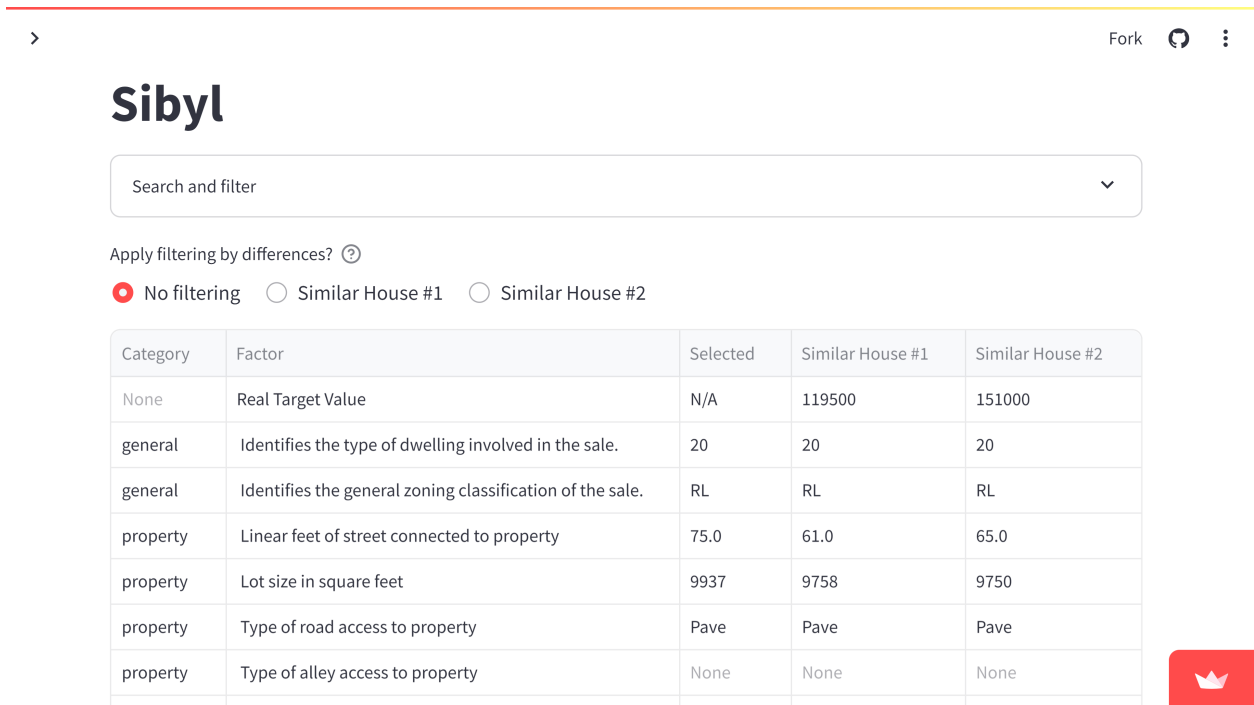 Fork
Sibyl
Search and filter
Apply filtering by differences?
No filtering Similar House #1 Similar House #2
Category Factor Selected Similar House #1 Similar House #2
None Real Target Value N/A 119500 151000
general Identifies the type of dwelling involved in the sale. 20 20 20
general Identifies the general zoning classification of the sale. RL RL RL
property Linear feet of street connected to property 75.0 61.0 65.0
property Lot size in square feet 9937 9758 9750
property Type of road access to property Pave Pave Pave
property Type of alley access to property None None None